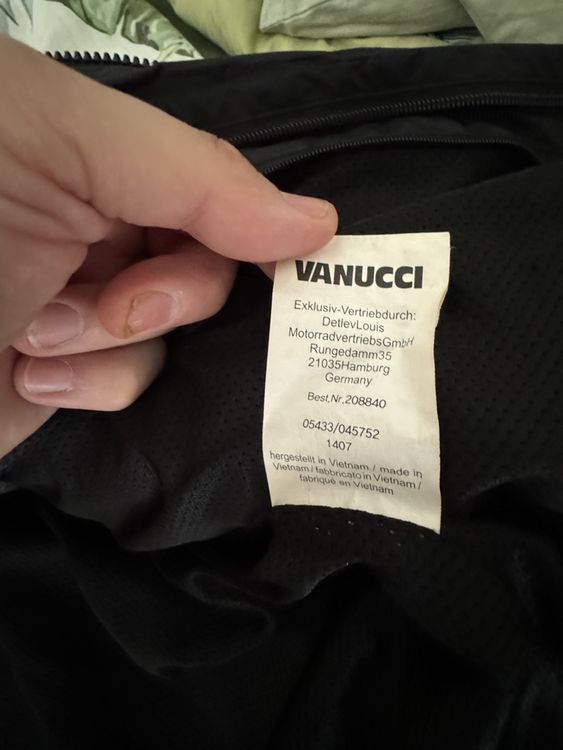 VANUCCI
Exklusiv-Vertriebdurch:
DetlevLouis
MotorradvertriebsGmbH
Rungedamm35
21035Hamburg
Germany
Best.Nr.208840
05433/045752
1407
hergestellt in Vietnam / made in
Vietnam / fabbricato in Vietnam /
fabriqué en Vietnam